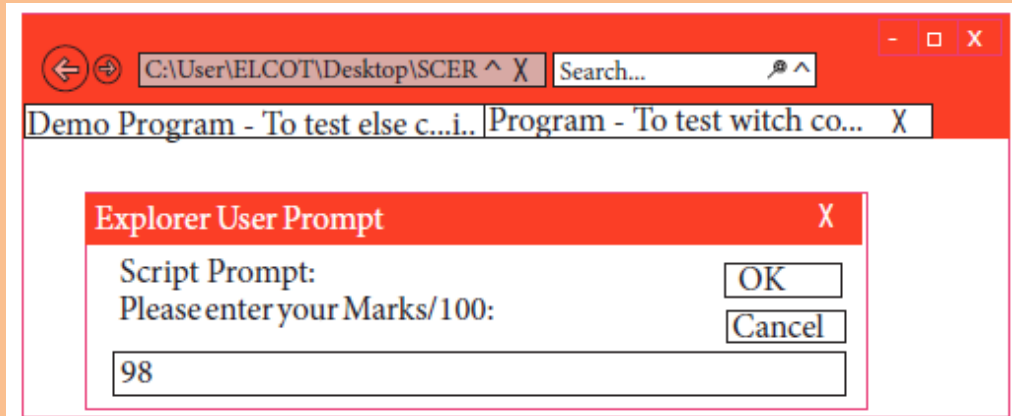 - □ X
C:\User\ELCOT\Desktop\SCER ^ X Search... ^
Demo Program - To test else c...i.. Program - To test witch co... X
Explorer User Prompt X
Script Prompt:
OK
Please enter your Marks/100:
Cancel
98